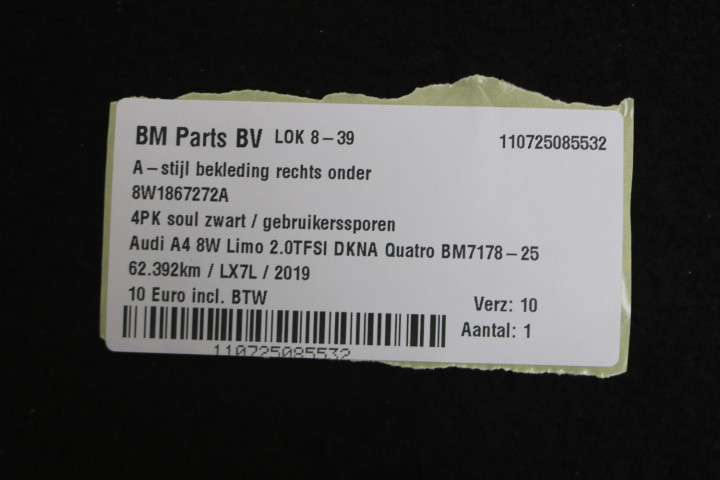 BM Parts BV LOK 8-39 110725085532
A-stijl bekleding rechts onder
8W1867272A
4PK soul zwart / gebruikerssporen
Audi A4 8W Limo 2.0TFSI DKNA Quatro BM7178-25
62.392km / LX7L / 2019
10 Euro incl. BTW Verz: 10
Aantal: 1
110725085532